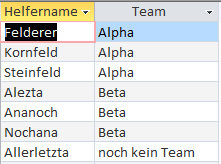 Helfername Team
Felderer Alpha
Kornfeld Alpha
Steinfeld Alpha
Alezta Beta
Ananoch Beta
Nochana Beta
Allerletzta noch kein Team